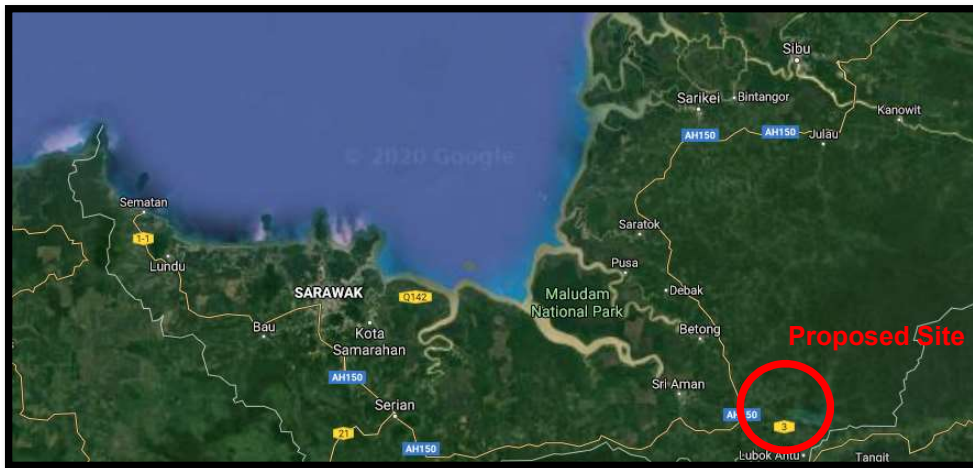 Sibu
Sarikei
Bintangor
Kanowit
AH150
AH150
Julau
© 2020 Google
Sematan
1-1
Lundu
Saratok
Pusa
SARAWAK
Q142
Maludam
National Park
Debak
Bau
Kota
Samarahan
Betong
Proposed Site
AH150
Sri Aman
Serian
AH150
3
21
AH150
Lubok Antu
Tangit